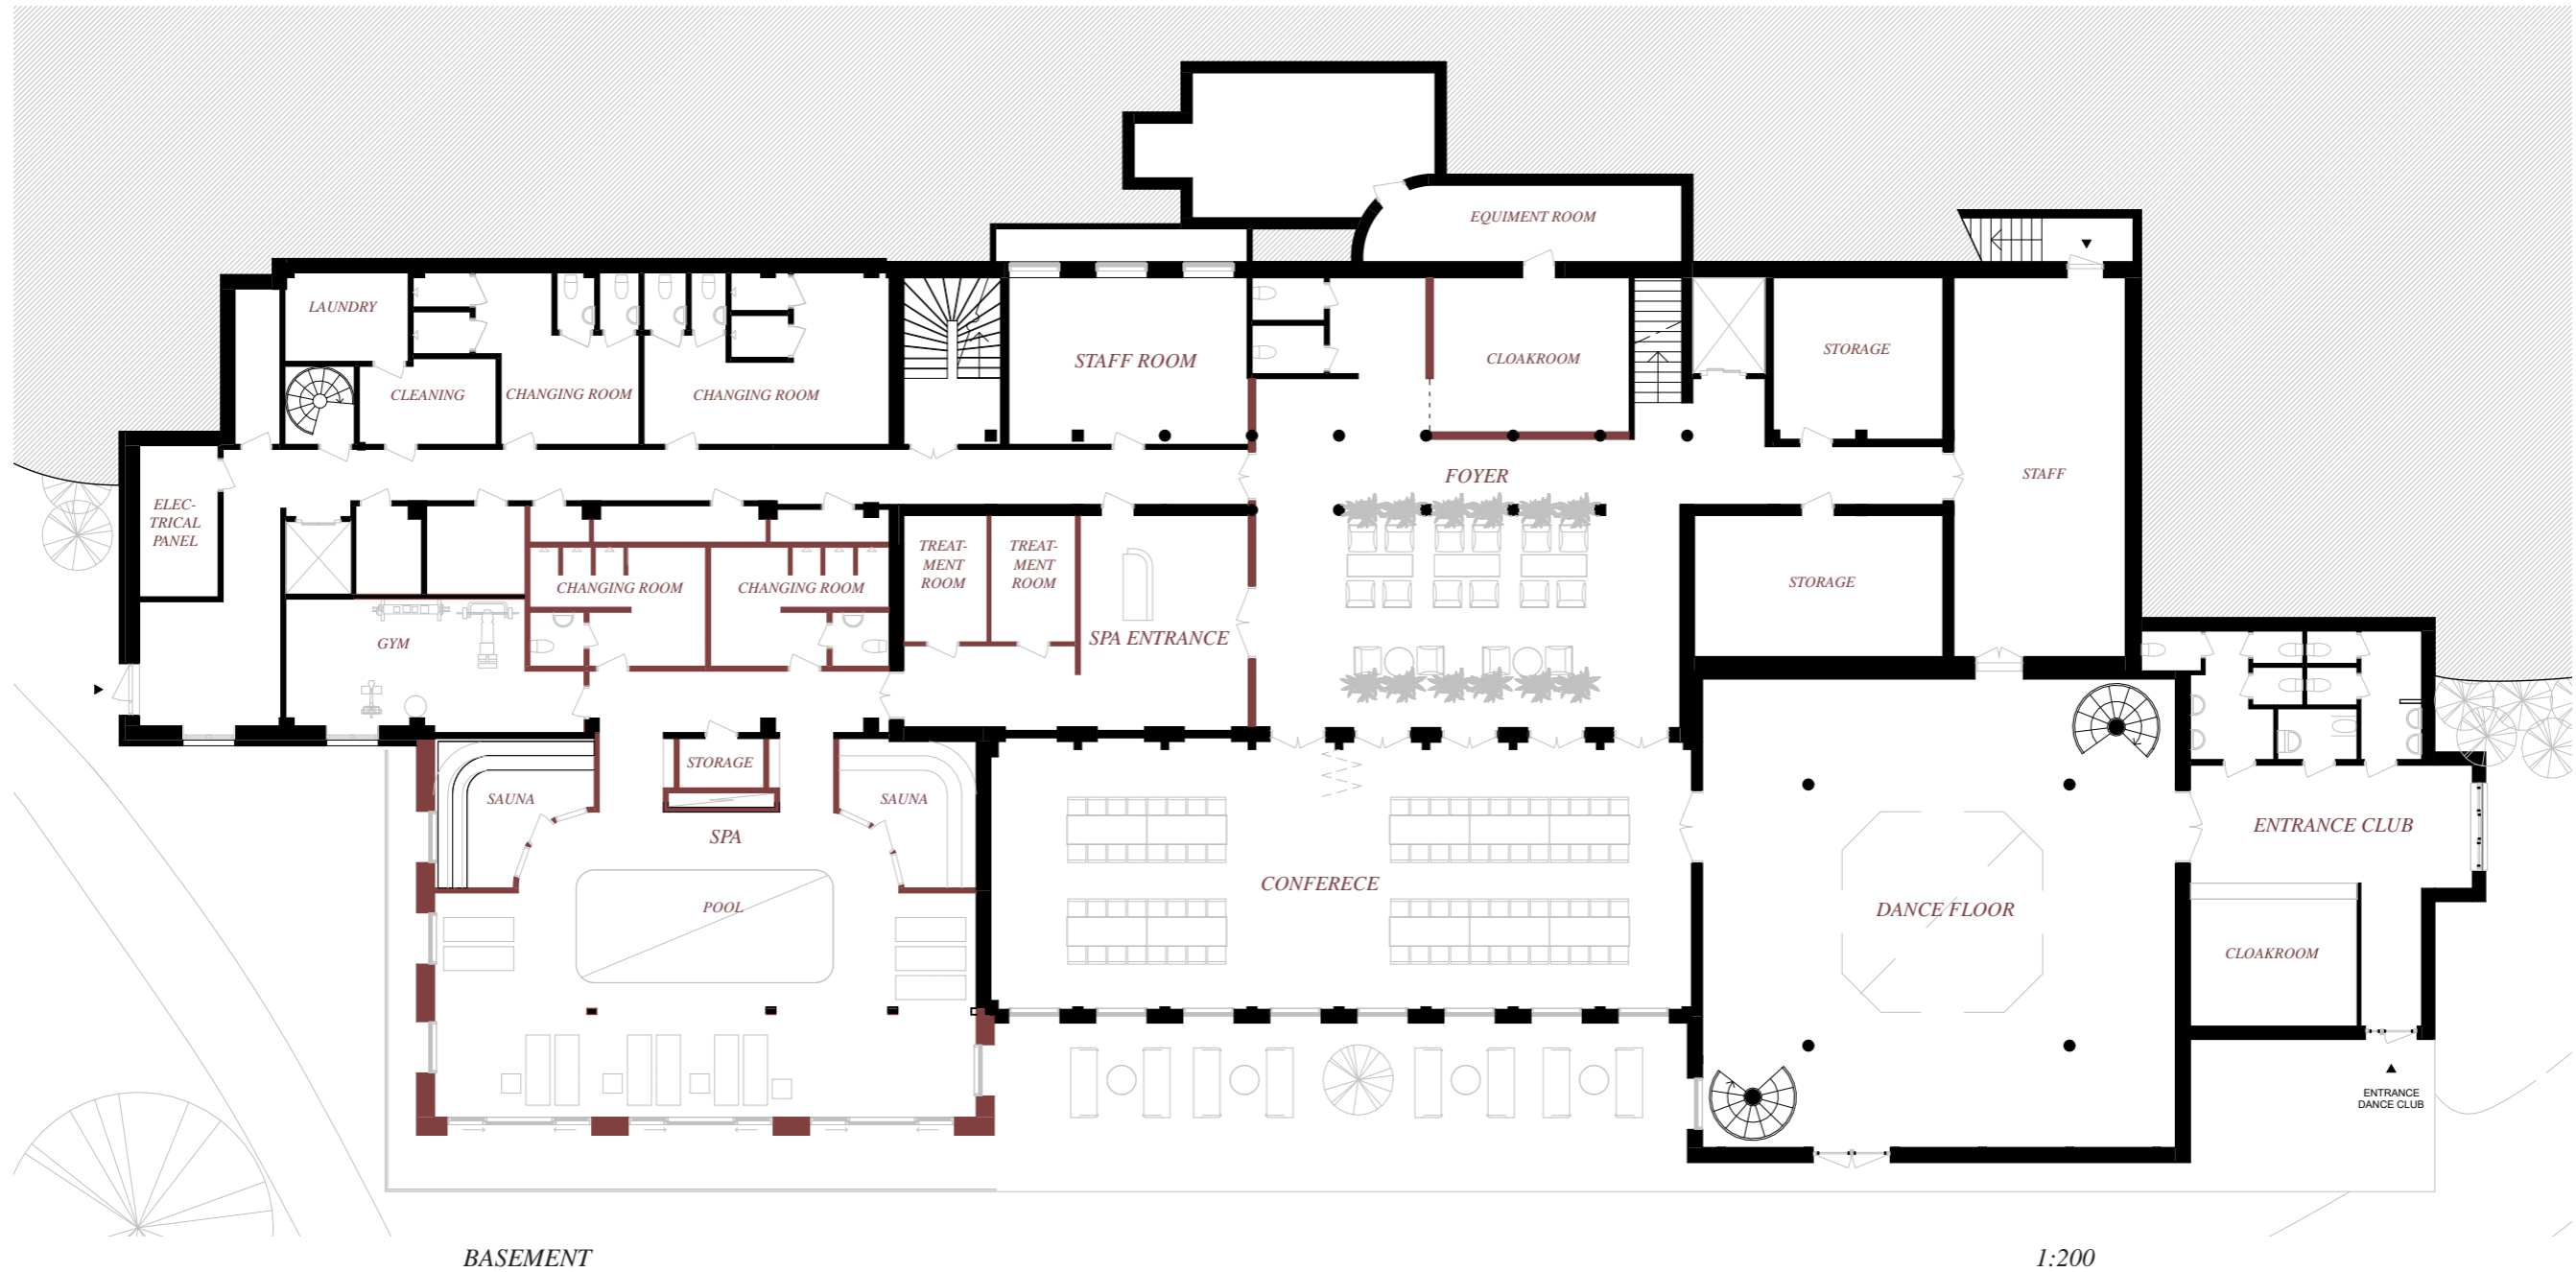 EQUIMENT ROOM
LAUNDRY
CLEANING
CHANGING ROOM
CHANGING ROOM
STAFF ROOM
CLOAKROOM
STORAGE
FOYER
STAFF
ELEC-
TRICAL
PANEL
TREAT-
MENT
ROOM
TREAT-
MENT
ROOM
CHANGING ROOM
CHANGING ROOM
STORAGE
GYM
SPA ENTRANCE
STORAGE
SAUNA
SAUNA
SPA
ENTRANCE CLUB
CONFERECE
POOL
DANCE FLOOR
CLOAKROOM
ENTRANCE
DANCE CLUB
BASEMENT
1:200